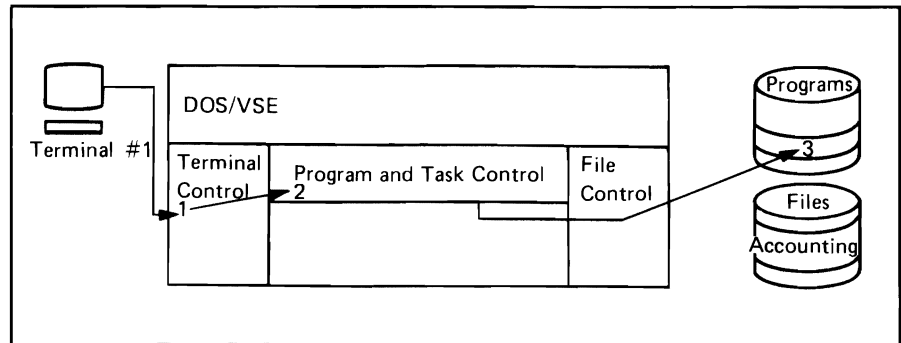 DOS/VSE
Terminal #1
Terminal
Control
1
Program and Task Control
2
File
Control
Programs
3
Files
Accounting